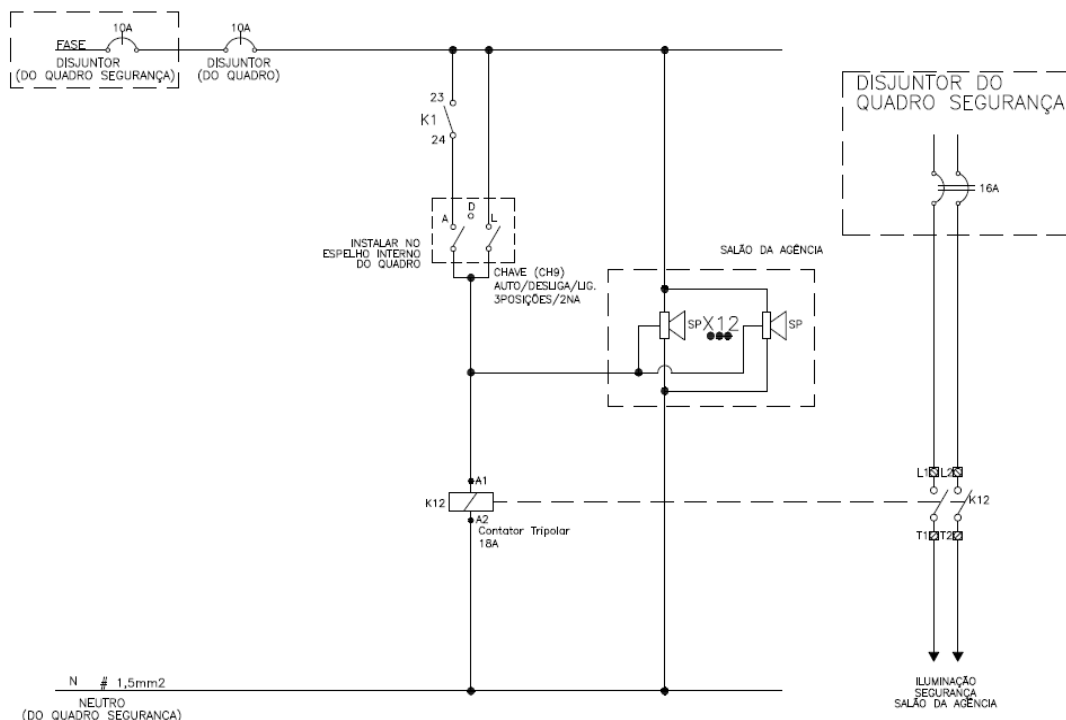 10A
FASE
DISJUNTOR
(DO QUADRO SEGURANÇA)
10A
DISJUNTOR
(DO QUADRO)
DISJUNTOR DO
QUADRO SEGURANÇA
16A
23
K1
24
D
A
L
INSTALAR NO
ESPELHO INTERNO
DO QUADRO
CHAVE (CH9)
AUTO/DESLIGA/LIG.
3POSIÇÕES/2NA
SALÃO DA AGÊNCIA
SP
X12
SP
A1
K12
A2
Contator Tripolar
18A
L1
L2
K12
T1
T2
ILUMINAÇÃO
SEGURANÇA
SALÃO DA AGÊNCIA
N # 1,5mm2
NEUTRO
(DO QUADRO SEGURANCA)